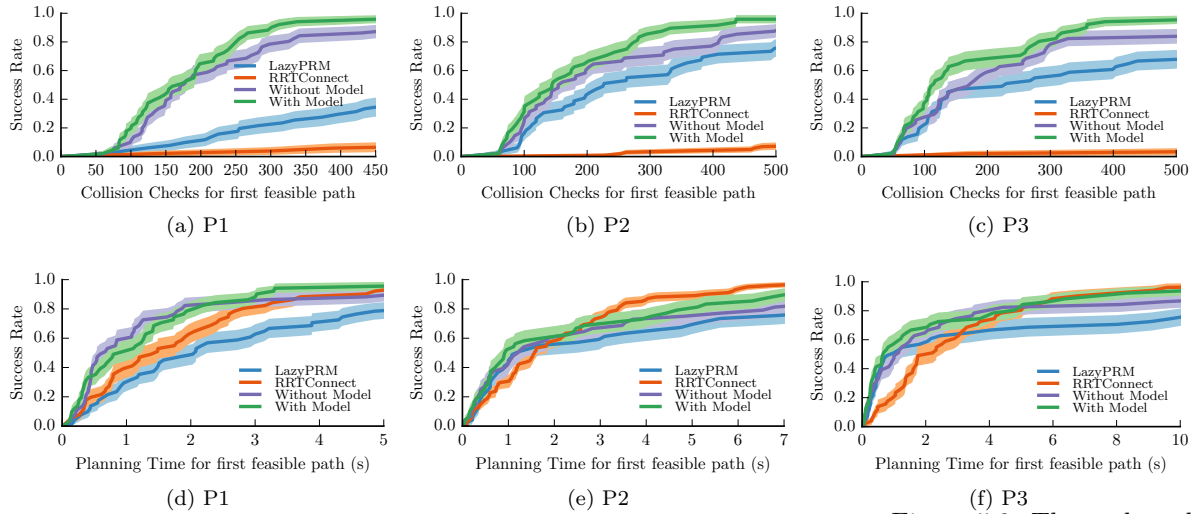 Success Rate
1.0
0.8
0.6
0.4
0.2
0.0
LazyPRM
RRTConnect
Without Model
With Model
0 50 100 150 200 250 300 350 400 450
Collision Checks for first feasible path
(a) P1
Success Rate
1.0
0.8
0.6
0.4
0.2
0.0
LazyPRM
RRTConnect
Without Model
With Model
0 100 200 300 400 500
Collision Checks for first feasible path
(b) P2
Success Rate
1.0
0.8
0.6
0.4
0.2
0.0
LazyPRM
RRTConnect
Without Model
With Model
0 100 200 300 400 500
Collision Checks for first feasible path
(c) P3
Success Rate
1.0
0.8
0.6
0.4
0.2
0.0
LazyPRM
RRTConnect
Without Model
With Model
0 1 2 3 4 5
Planning Time for first feasible path (s)
(d) P1
Success Rate
1.0
0.8
0.6
0.4
0.2
0.0
LazyPRM
RRTConnect
Without Model
With Model
0 1 2 3 4 5 6 7
Planning Time for first feasible path (s)
(e) P2
Success Rate
1.0
0.8
0.6
0.4
0.2
0.0
LazyPRM
RRTConnect
Without Model
With Model
0 2 4 6 8 10
Planning Time for first feasible path (s)
(f) P3